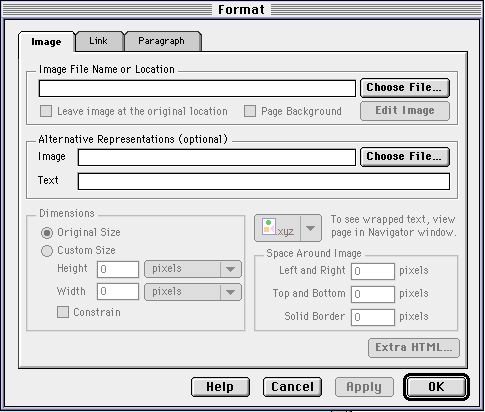 Format
Image Link Paragraph
Image File Name or Location
Choose File...
Leave image at the original location Page Background Edit Image
Alternative Representations (optional)
Image Choose File...
Text
Dimensions
Original Size
Custom Size
Height 0 pixels
Width 0 pixels
Constrain
xyz To see wrapped text, view
page in Navigator window.
Space Around Image
Left and Right 0 pixels
Top and Bottom 0 pixels
Solid Border 0 pixels
Extra HTML...
Help Cancel Apply OK